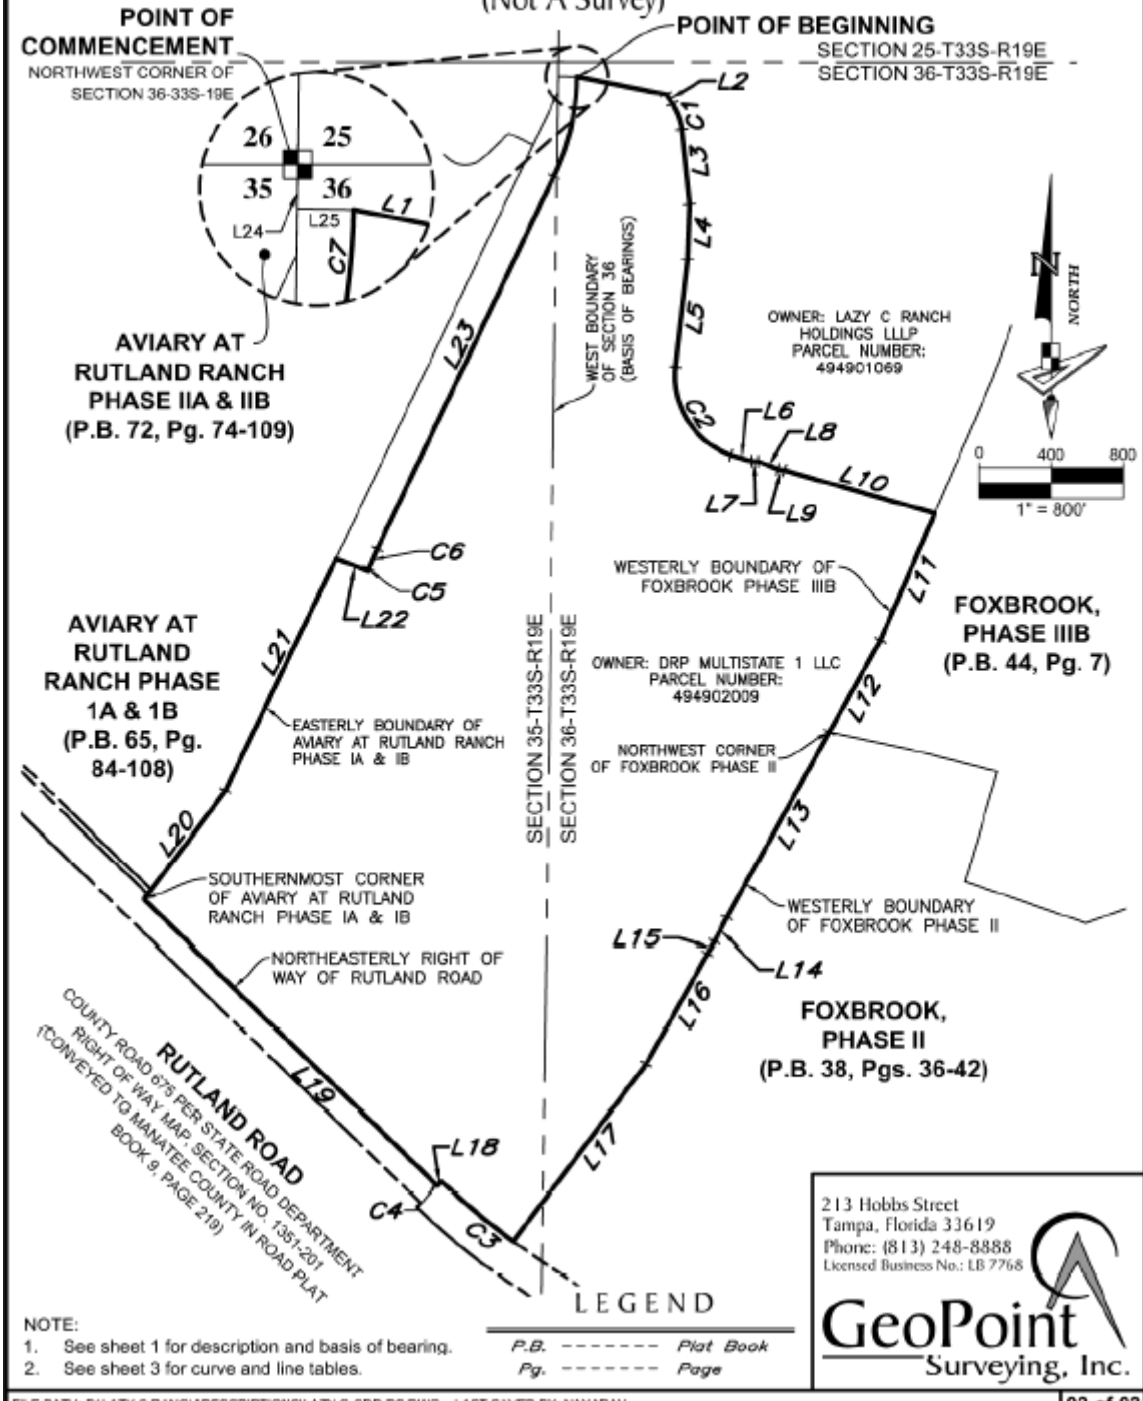 (Not A Survey)
POINT OF
COMMENCEMENT
NORTHWEST CORNER OF
SECTION 36-33S-19E
POINT OF BEGINNING
SECTION 25-T33S-R19E
SECTION 36-T33S-R19E
26
25
35
36
L24
L25
L1
C7
L2
C1
L3
L4
L5
C2
L6
L8
L7
L9
L10
L11
L12
L13
L14
L15
L16
L17
C3
L18
C4
L19
L20
L21
L22
C5
C6
L23
AVIARY AT
RUTLAND RANCH
PHASE IIA & IIB
(P.B. 72, Pg. 74-109)
WEST BOUNDARY
OF SECTION 36
(BASIS OF BEARINGS)
OWNER: LAZY C RANCH
HOLDINGS LLLP
PARCEL NUMBER:
494901069
N
NORTH
0 400 800
1" = 800'
WESTERLY BOUNDARY OF
FOXBROOK PHASE IIIB
FOXBROOK,
PHASE IIIB
(P.B. 44, Pg. 7)
AVIARY AT
RUTLAND
RANCH PHASE
1A & 1B
(P.B. 65, Pg.
84-108)
OWNER: DRP MULTISTATE 1 LLC
PARCEL NUMBER:
494902009
EASTERLY BOUNDARY OF
AVIARY AT RUTLAND RANCH
PHASE IA & IB
NORTHWEST CORNER
OF FOXBROOK PHASE II
SECTION 35-T33S-R19E
SECTION 36-T33S-R19E
SOUTHERNMOST CORNER
OF AVIARY AT RUTLAND
RANCH PHASE IA & IB
WESTERLY BOUNDARY
OF FOXBROOK PHASE II
NORTHEASTERLY RIGHT OF
WAY OF RUTLAND ROAD
FOXBROOK,
PHASE II
(P.B. 38, Pgs. 36-42)
RUTLAND ROAD
COUNTY ROAD 675 PER STATE ROAD DEPARTMENT
RIGHT OF WAY MAP, SECTION NO. 1351-201
(CONVEYED TO MANATEE COUNTY IN ROAD PLAT
BOOK 9, PAGE 219)
213 Hobbs Street
Tampa, Florida 33619
Phone: (813) 248-8888
Licensed Business No.: LB 7768
GeoPoint
Surveying, Inc.
LEGEND
P.B. ------- Plat Book
Pg. ------- Page
NOTE:
1. See sheet 1 for description and basis of bearing.
2. See sheet 3 for curve and line tables.